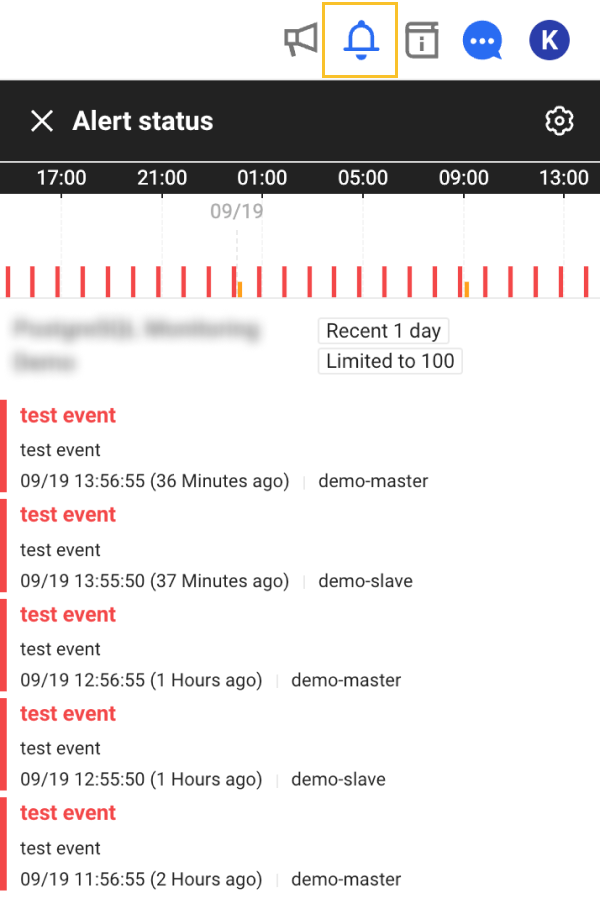 K
Alert status
17:00 21:00 01:00 05:00 09:00 13:00
09/19
Recent 1 day
Limited to 100
test event
test event
09/19 13:56:55 (36 Minutes ago) demo-master
test event
test event
09/19 13:55:50 (37 Minutes ago) demo-slave
test event
test event
09/19 12:56:55 (1 Hours ago) demo-master
test event
test event
09/19 12:55:50 (1 Hours ago) demo-slave
test event
test event
09/19 11:56:55 (2 Hours ago) demo-master